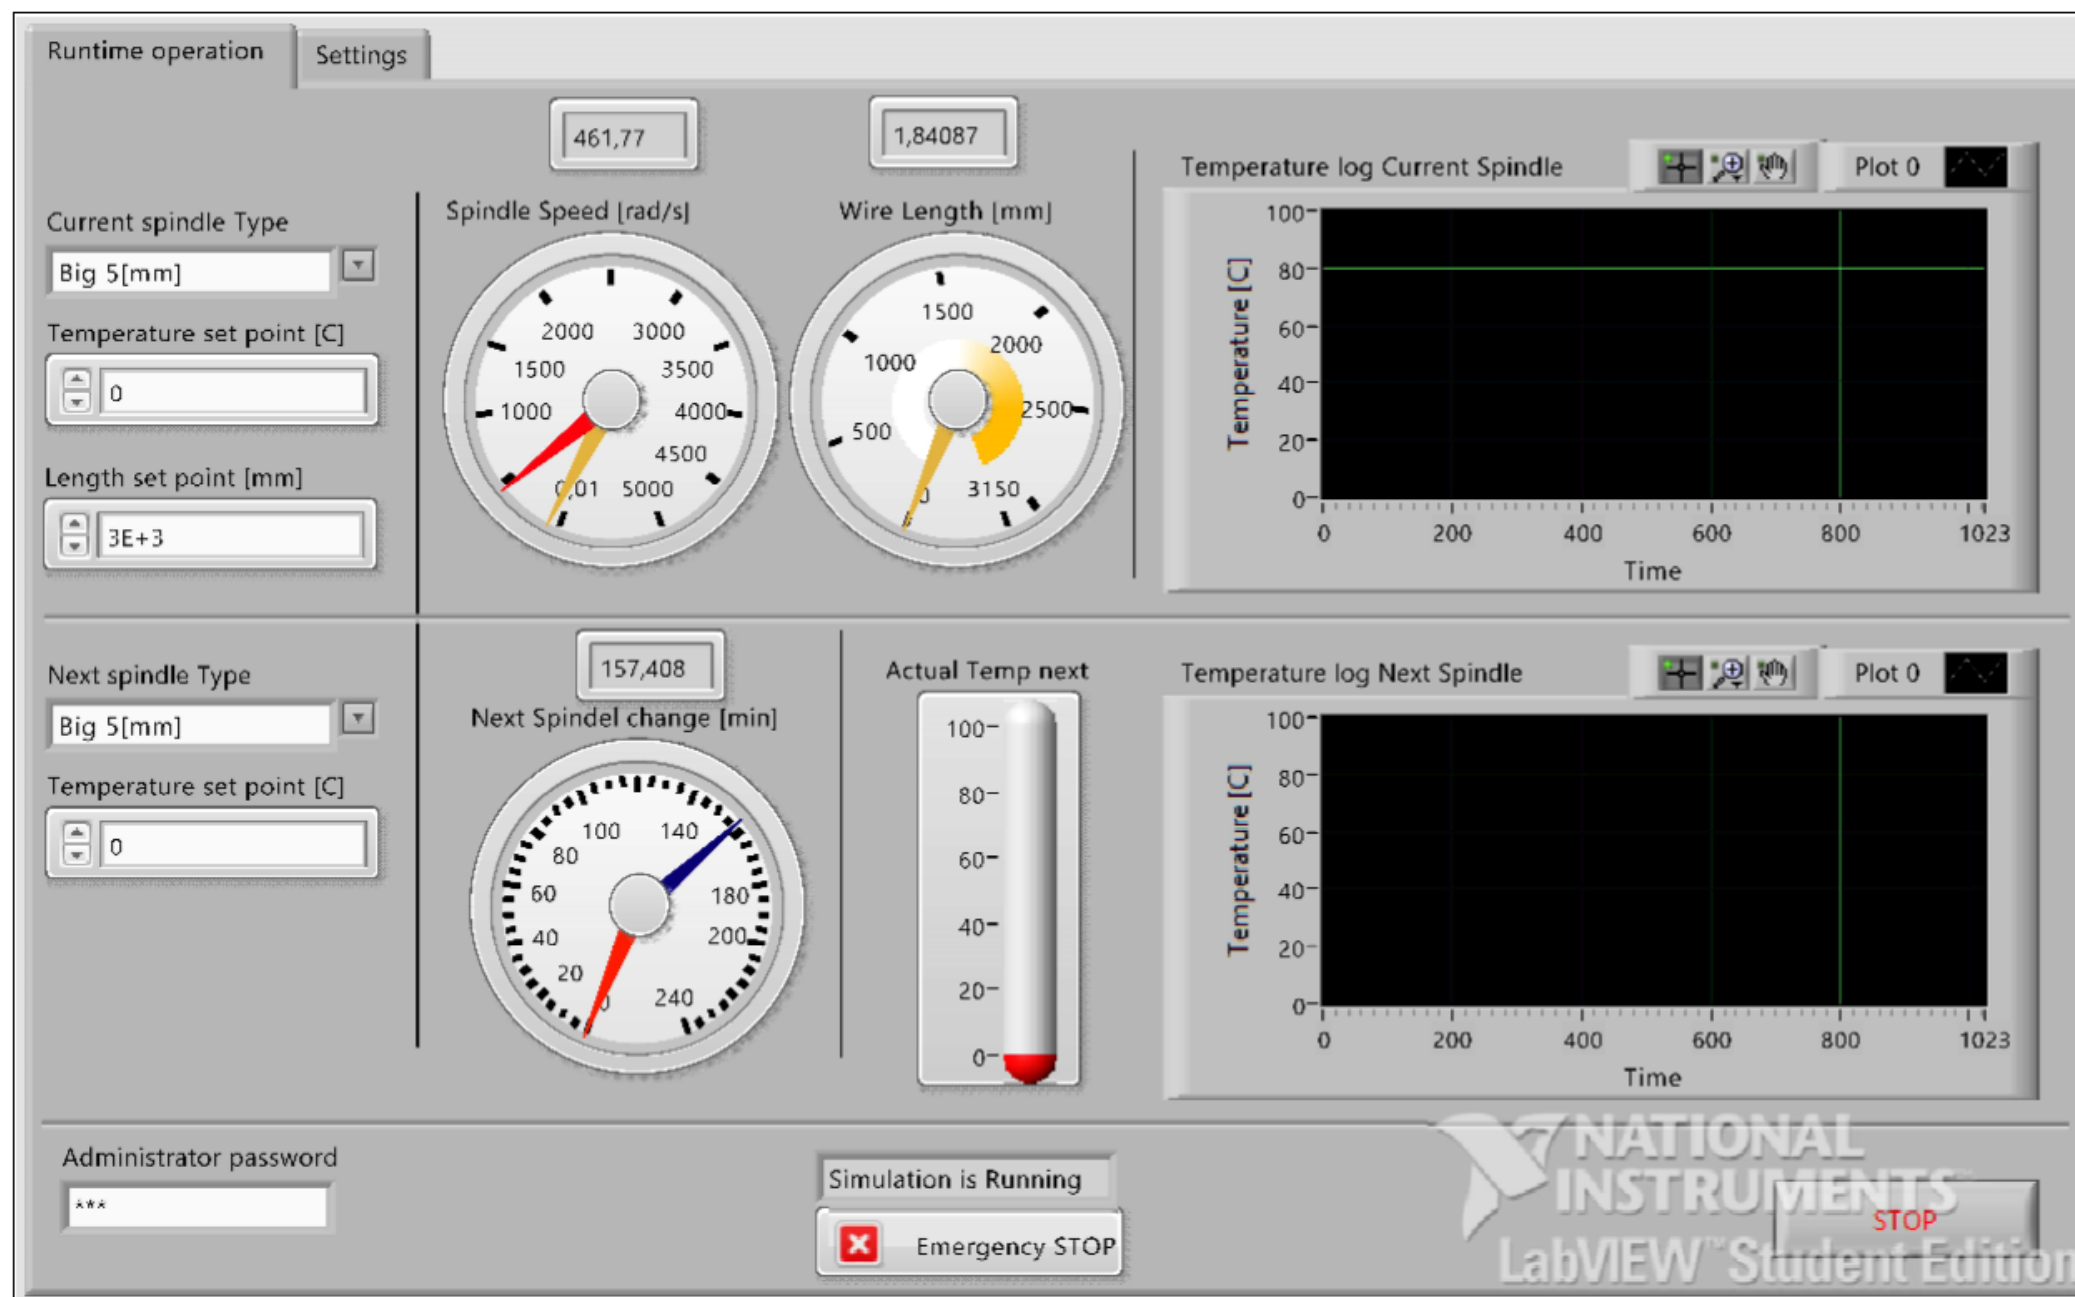 Runtime operation
Settings
461,77
1,84087
Current spindle Type
Big 5[mm]
Temperature set point [C]
0
Length set point [mm]
3E+3
Spindle Speed [rad/s]
0,01 1000 1500 2000 3000 3500 4000 4500 5000
Wire Length [mm]
0 500 1000 1500 2000 2500 3150
Temperature log Current Spindle
Plot 0
Temperature [C]
100
80
60
40
20
0
0 200 400 600 800 1023
Time
Next spindle Type
Big 5[mm]
Temperature set point [C]
0
157,408
Next Spindel change [min]
0 20 40 60 80 100 140 180 200 240
Actual Temp next
100
80
60
40
20
0
Temperature log Next Spindle
Plot 0
Temperature [C]
100
80
60
40
20
0
0 200 400 600 800 1023
Time
Administrator password
***
Simulation is Running
Emergency STOP
NATIONAL
INSTRUMENTS™
STOP
LabVIEW™ Student Edition